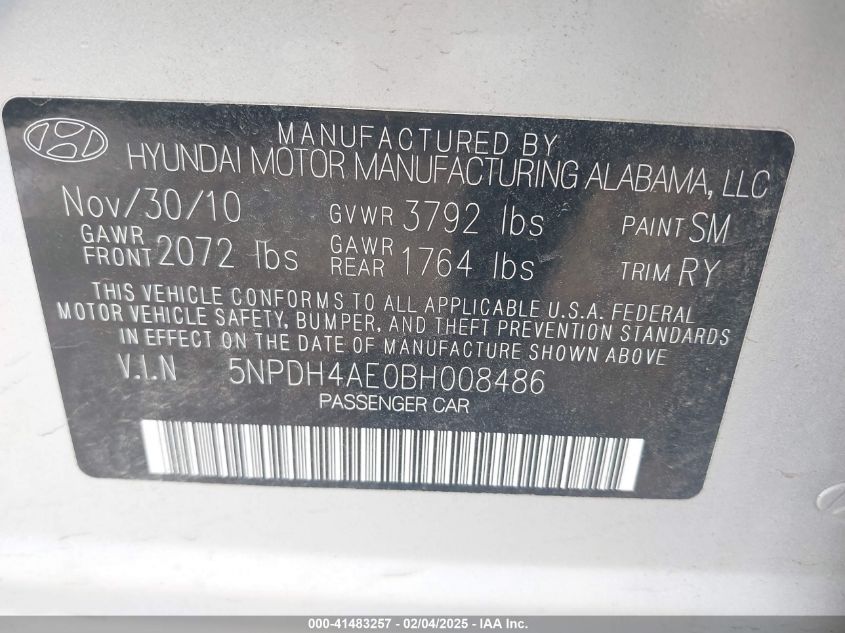 MANUFACTURED BY
HYUNDAI MOTOR MANUFACTURING ALABAMA, LLC
Nov/30/10 GVWR 3792 lbs PAINT SM
GAWR FRONT 2072 lbs GAWR REAR 1764 lbs TRIM RY
THIS VEHICLE CONFORMS TO ALL APPLICABLE U.S.A. FEDERAL
MOTOR VEHICLE SAFETY, BUMPER, AND THEFT PREVENTION STANDARDS
IN EFFECT ON THE DATE OF MANUFACTURE SHOWN ABOVE.
V.I.N 5NPDH4AE0BH008486
PASSENGER CAR
000-41483257 - 02/04/2025 - IAA Inc.